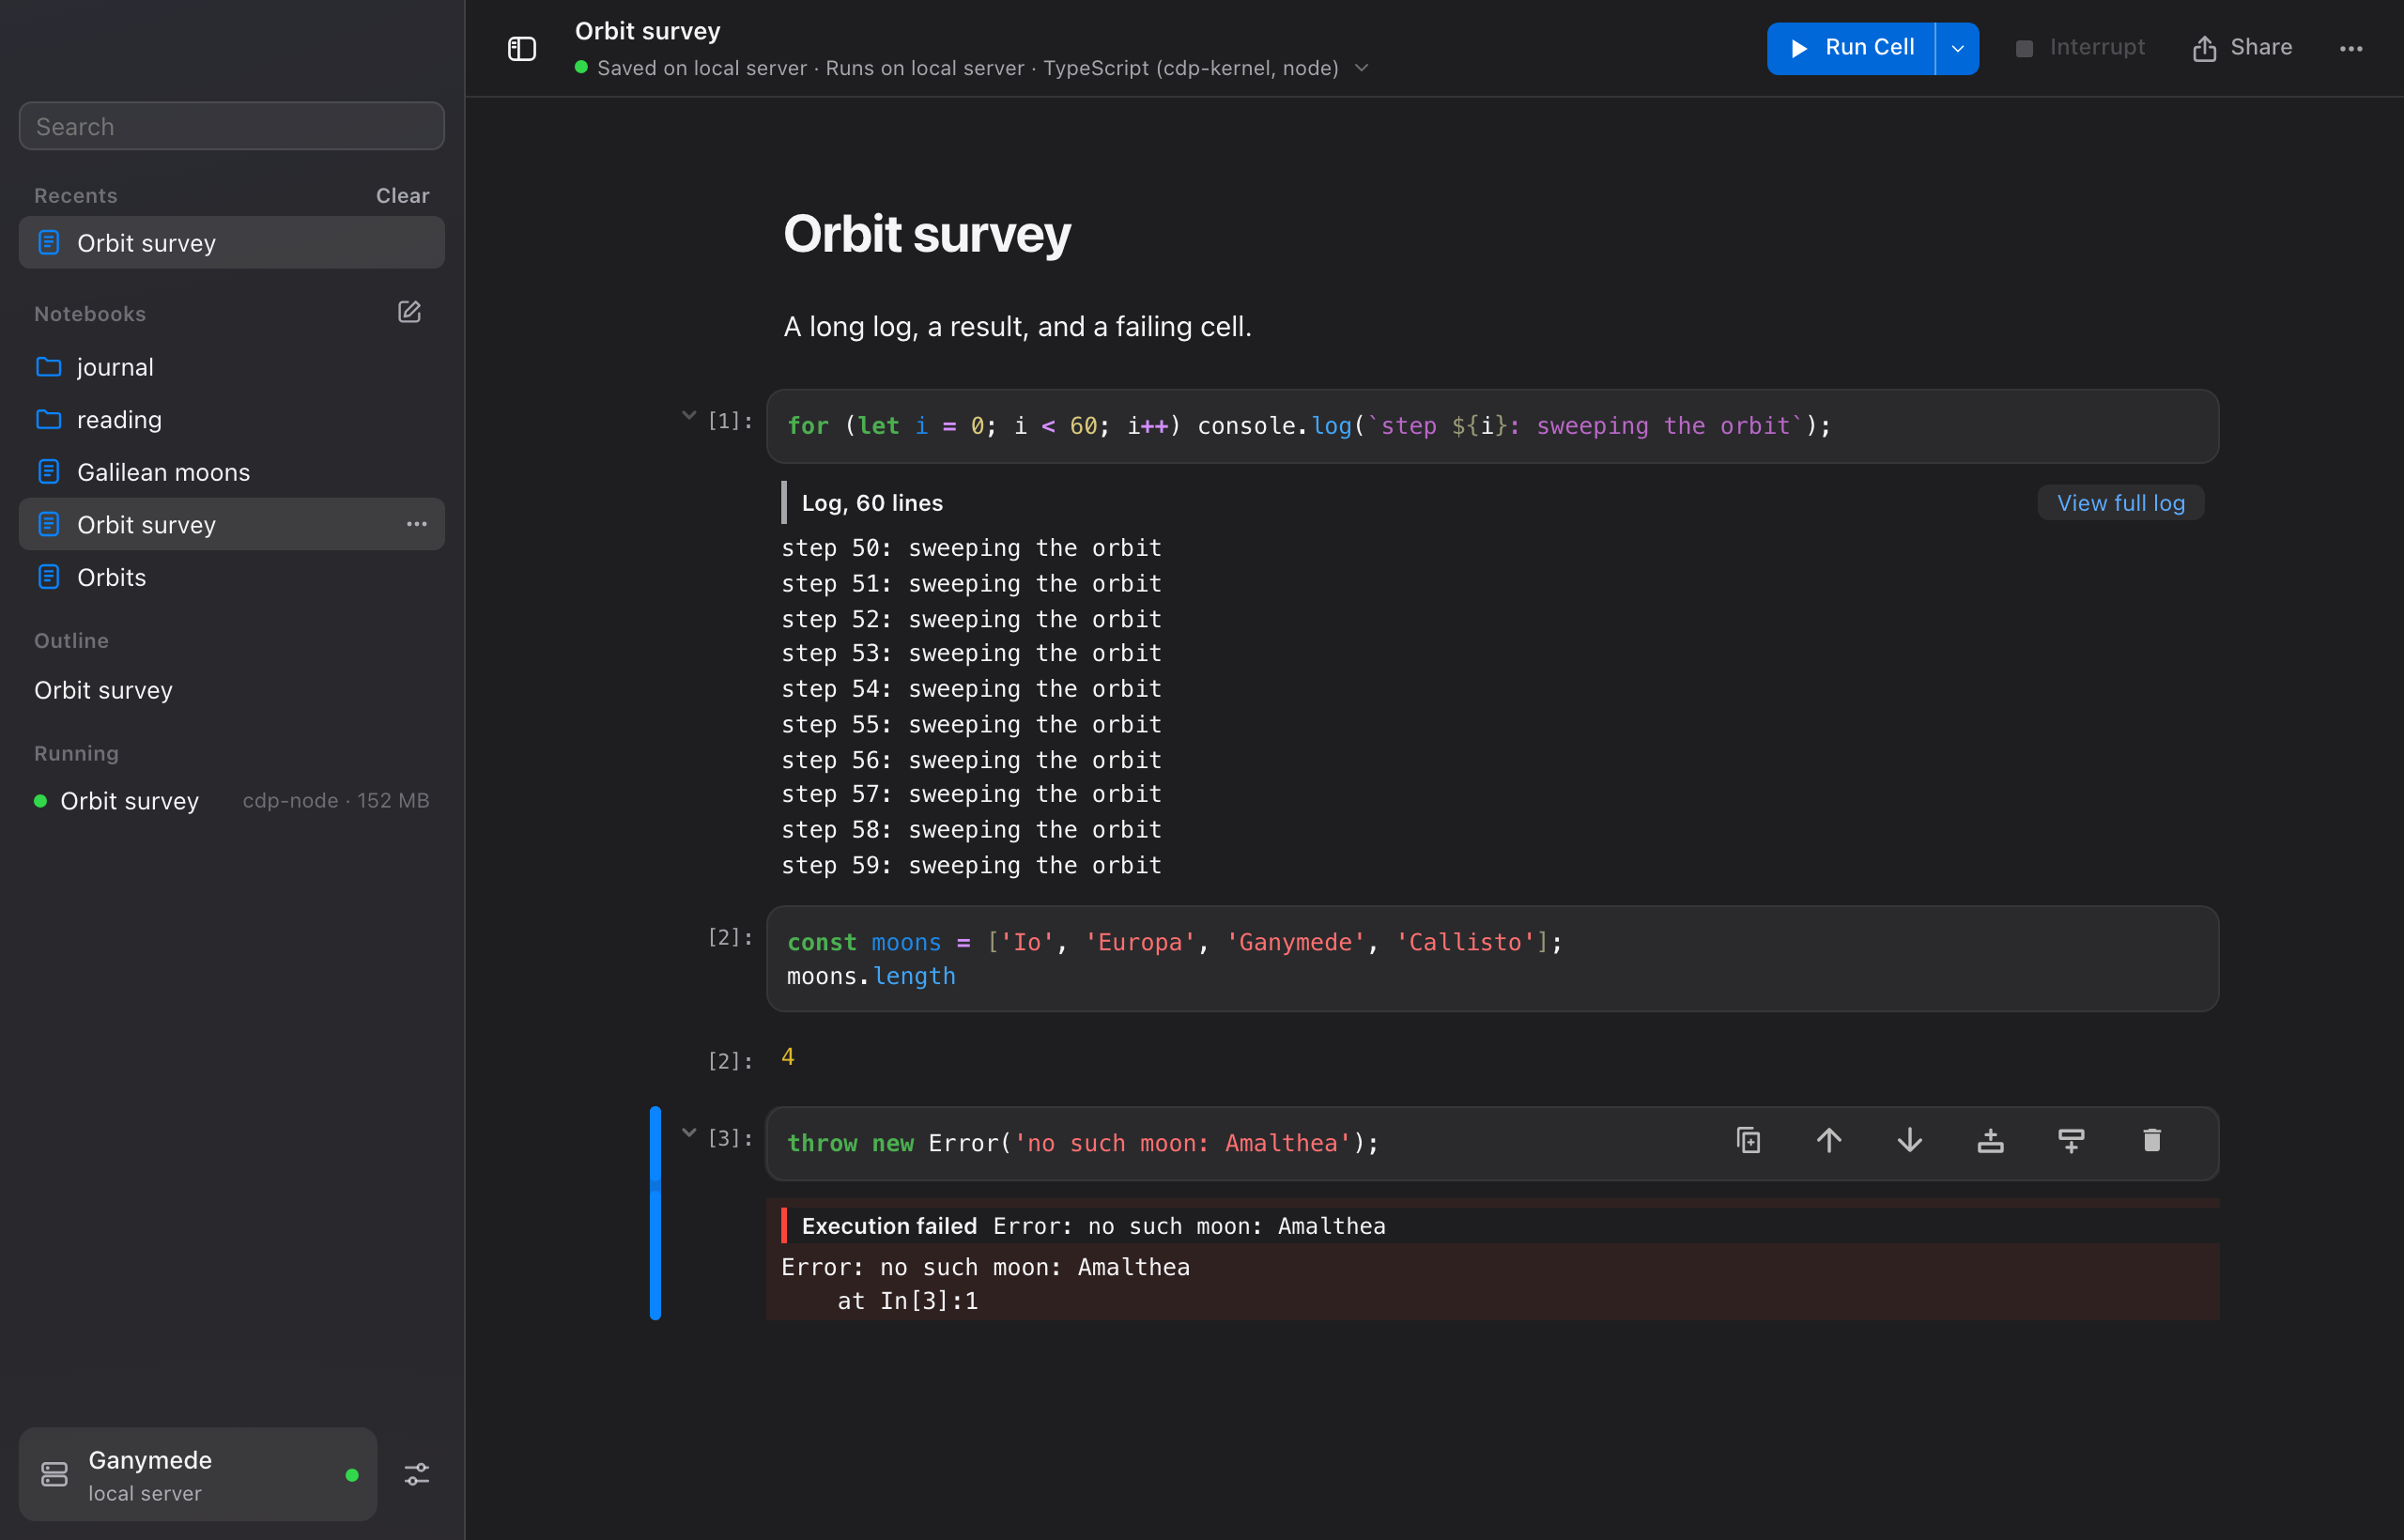 Search
Recents
Clear
Orbit survey
Notebooks
journal
reading
Galilean moons
Orbit survey
Orbits
Outline
Orbit survey
Running
Orbit survey
cdp-node · 152 MB
Ganymede
local server
Orbit survey
Saved on local server · Runs on local server · TypeScript (cdp-kernel, node)
Run Cell
Interrupt
Share
Orbit survey
A long log, a result, and a failing cell.
[1]:
for (let i = 0; i < 60; i++) console.log(`step ${i}: sweeping the orbit`);
Log, 60 lines
View full log
step 50: sweeping the orbit
step 51: sweeping the orbit
step 52: sweeping the orbit
step 53: sweeping the orbit
step 54: sweeping the orbit
step 55: sweeping the orbit
step 56: sweeping the orbit
step 57: sweeping the orbit
step 58: sweeping the orbit
step 59: sweeping the orbit
[2]:
const moons = ['Io', 'Europa', 'Ganymede', 'Callisto'];
moons.length
[2]:
4
[3]:
throw new Error('no such moon: Amalthea');
Execution failed Error: no such moon: Amalthea
Error: no such moon: Amalthea
    at In[3]:1